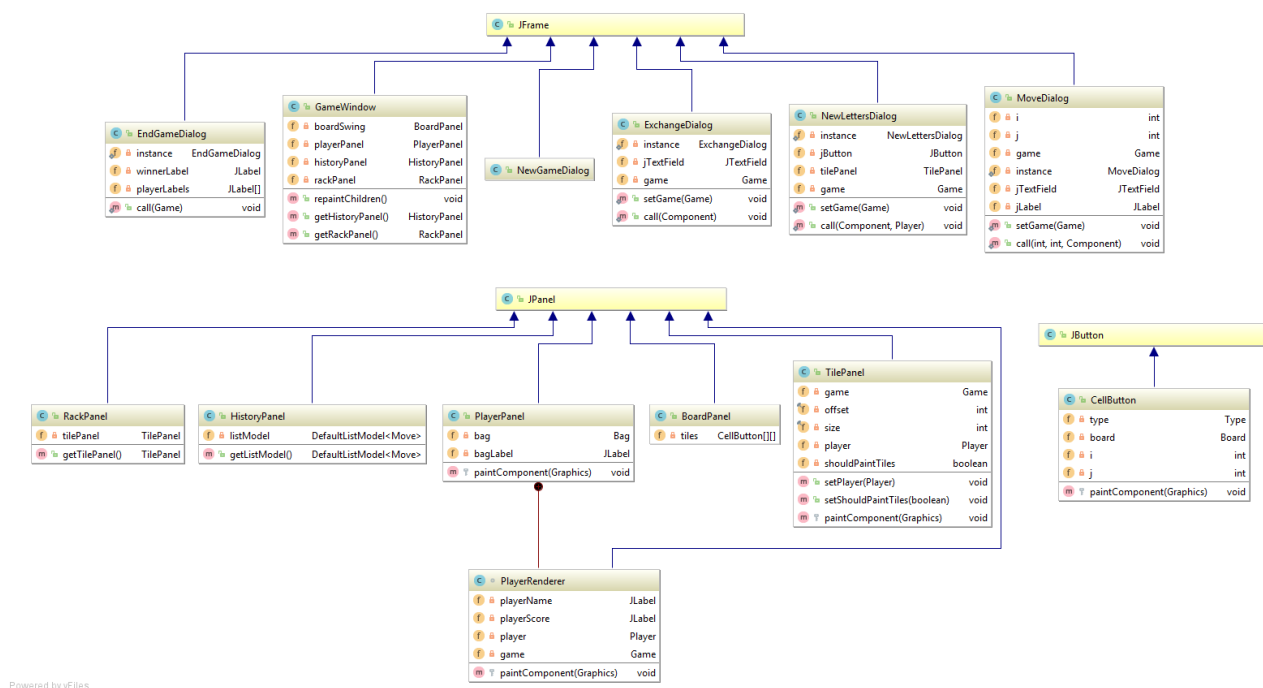 JFrame
EndGameDialog
instance EndGameDialog
winnerLabel JLabel
playerLabels JLabel[]
call(Game) void
GameWindow
boardSwing BoardPanel
playerPanel PlayerPanel
historyPanel HistoryPanel
rackPanel RackPanel
repaintChildren() void
getHistoryPanel() HistoryPanel
getRackPanel() RackPanel
NewGameDialog
ExchangeDialog
instance ExchangeDialog
jTextField JTextField
game Game
setGame(Game) void
call(Component) void
NewLettersDialog
instance NewLettersDialog
jButton JButton
tilePanel TilePanel
game Game
setGame(Game) void
call(Component, Player) void
MoveDialog
i int
j int
game Game
instance MoveDialog
jTextField JTextField
jLabel JLabel
setGame(Game) void
call(int, int, Component) void
JPanel
RackPanel
tilePanel TilePanel
getTilePanel() TilePanel
HistoryPanel
listModel DefaultListModel<Move>
getListModel() DefaultListModel<Move>
PlayerPanel
bag Bag
bagLabel JLabel
paintComponent(Graphics) void
BoardPanel
tiles CellButton[][]
TilePanel
game Game
offset int
size int
player Player
shouldPaintTiles boolean
setPlayer(Player) void
setShouldPaintTiles(boolean) void
paintComponent(Graphics) void
JButton
CellButton
type Type
board Board
i int
j int
paintComponent(Graphics) void
PlayerRenderer
playerName JLabel
playerScore JLabel
player Player
game Game
paintComponent(Graphics) void
Powered by yFiles